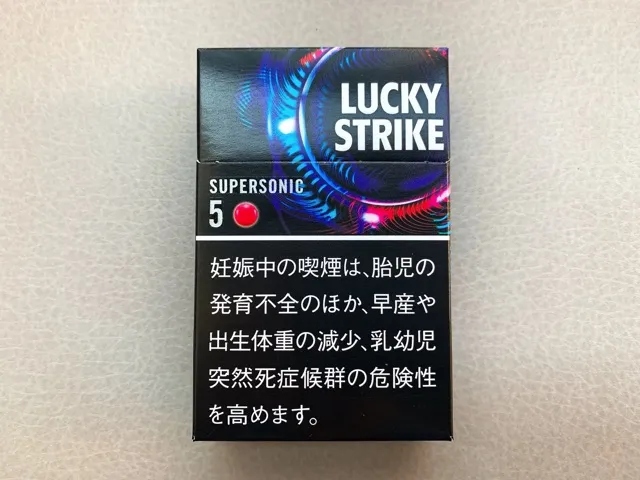 LUCKY
STRIKE
SUPERSONIC
5
妊娠中の喫煙は、胎児の
発育不全のほか、早産や
出生体重の減少、乳幼児
突然死症候群の危険性
を高めます。